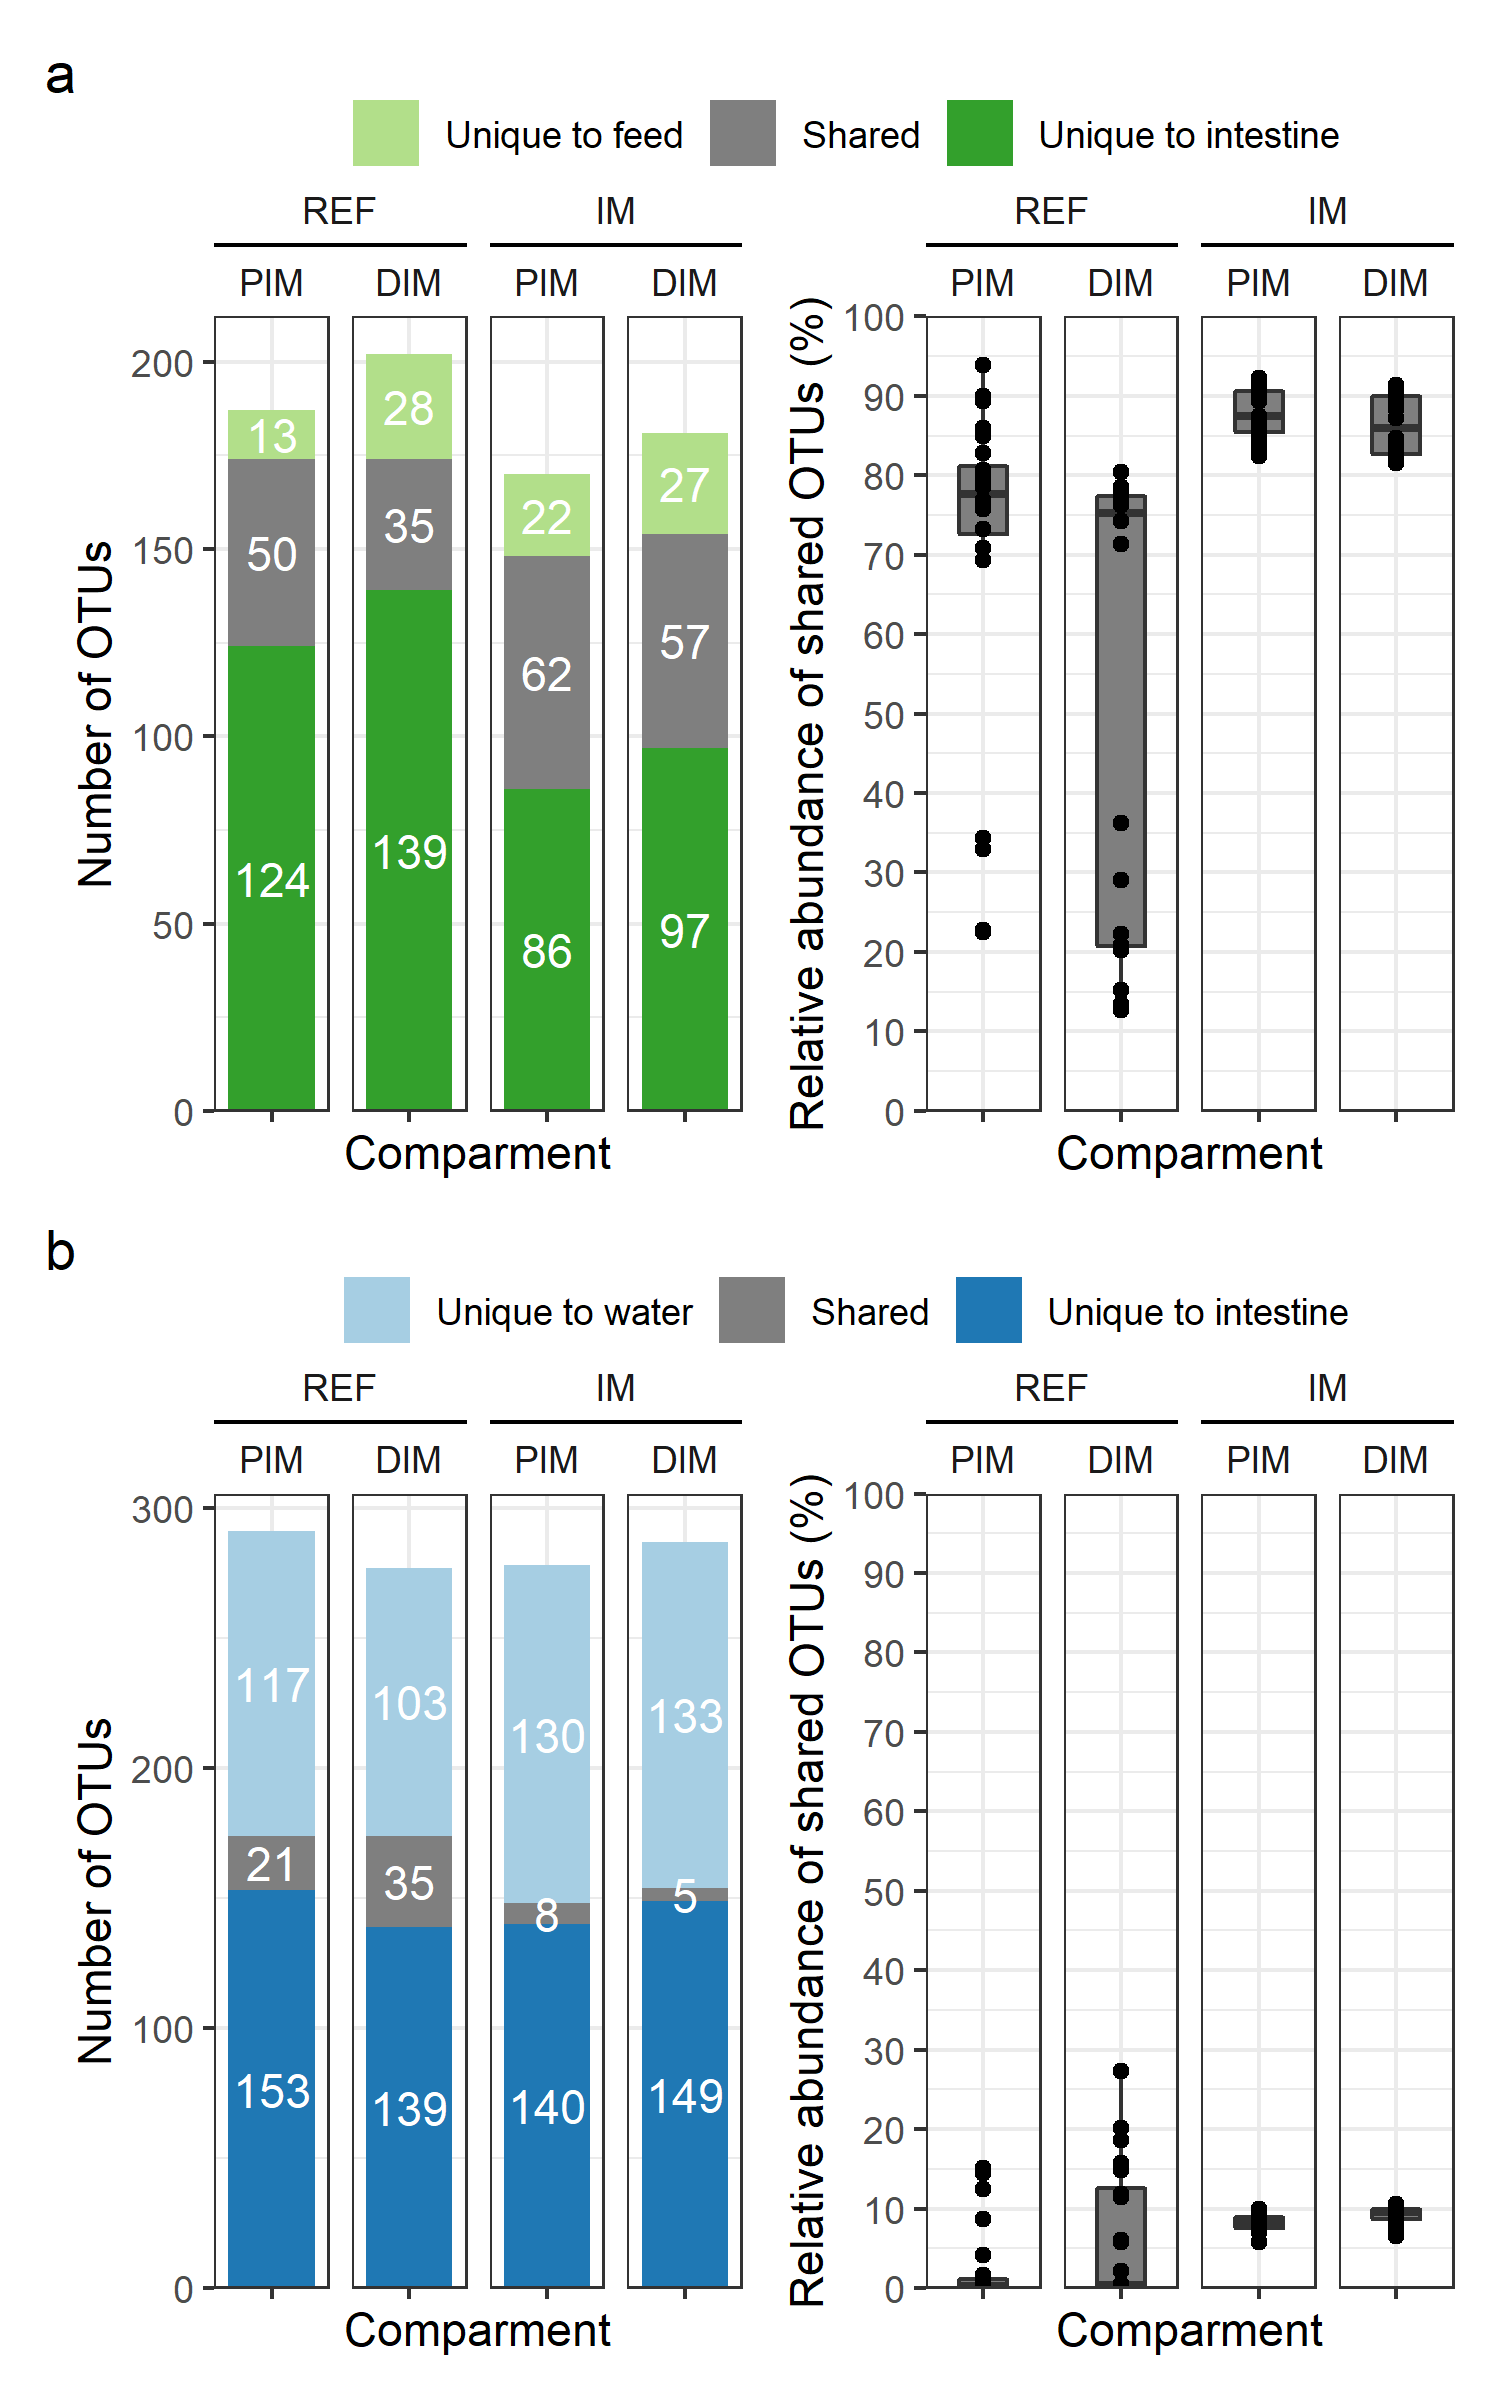 a
Unique to feed Shared Unique to intestine
REF IM
PIM DIM PIM DIM
Number of OTUs
200
150
100
50
0
13 28 22 27
50 35 62 57
124 139 86 97
Comparment
REF IM
PIM DIM PIM DIM
Relative abundance of shared OTUs (%)
100
90
80
70
60
50
40
30
20
10
0
Comparment
b
Unique to water Shared Unique to intestine
REF IM
PIM DIM PIM DIM
Number of OTUs
300
200
100
0
117 103 130 133
21 35 8 5
153 139 140 149
Comparment
REF IM
PIM DIM PIM DIM
Relative abundance of shared OTUs (%)
100
90
80
70
60
50
40
30
20
10
0
Comparment